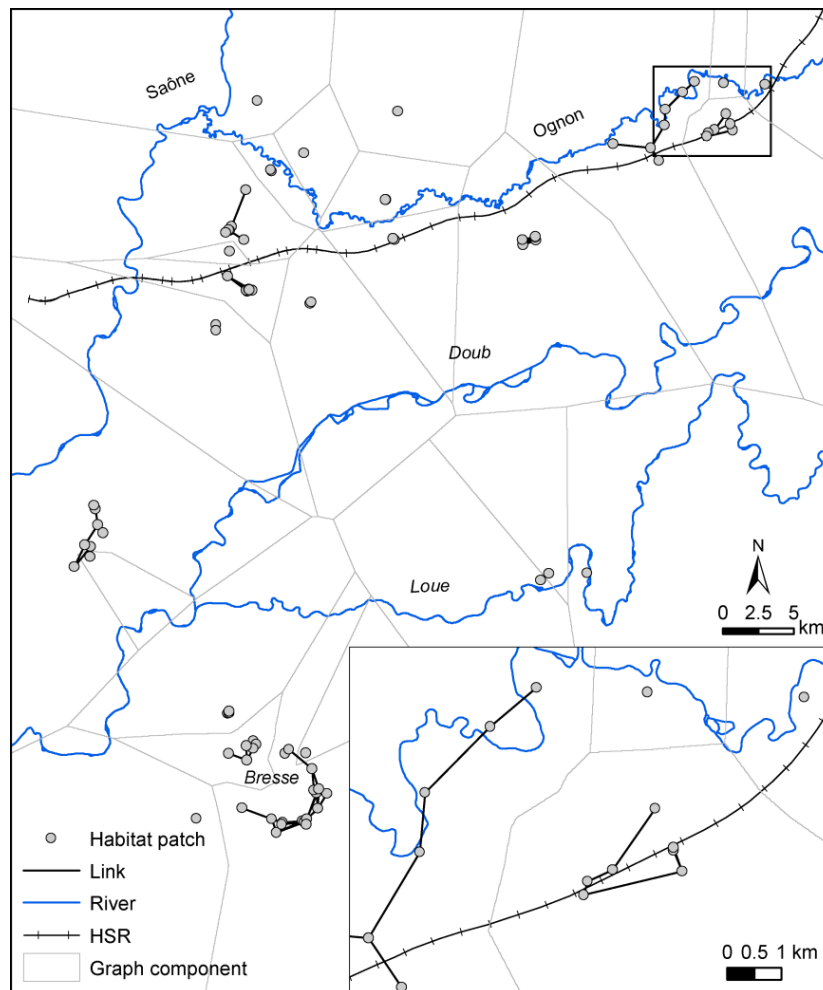 Saône
Ognon
Doub
Loue
N
0 2.5 5
km
Bresse
Habitat patch
Link
River
HSR
Graph component
0 0.5 1 km